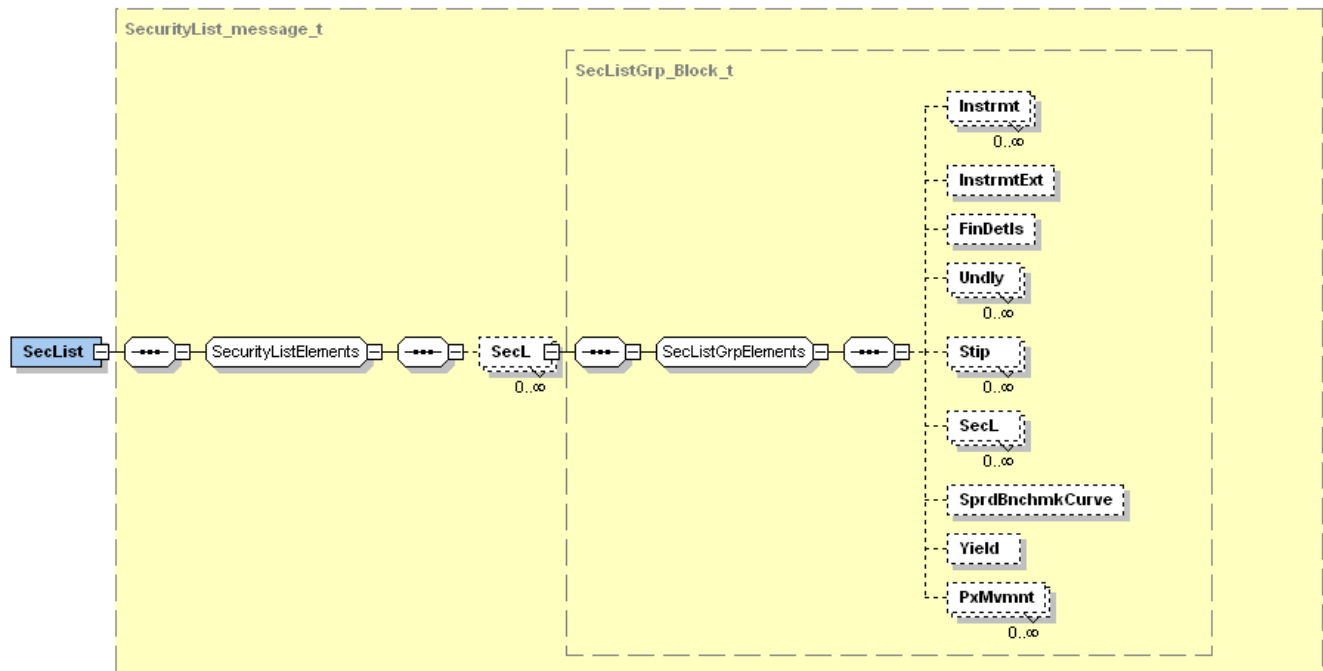 SecurityList_message_t
SecListGrp_Block_t
Instrmt
0..∞
InstrmtExt
FinDetls
Undly
0..∞
SecList
SecurityListElements
SecL
0..∞
SecListGrpElements
Stip
0..∞
SecL
0..∞
SprdBnchmkCurve
Yield
PxMvmnt
0..∞